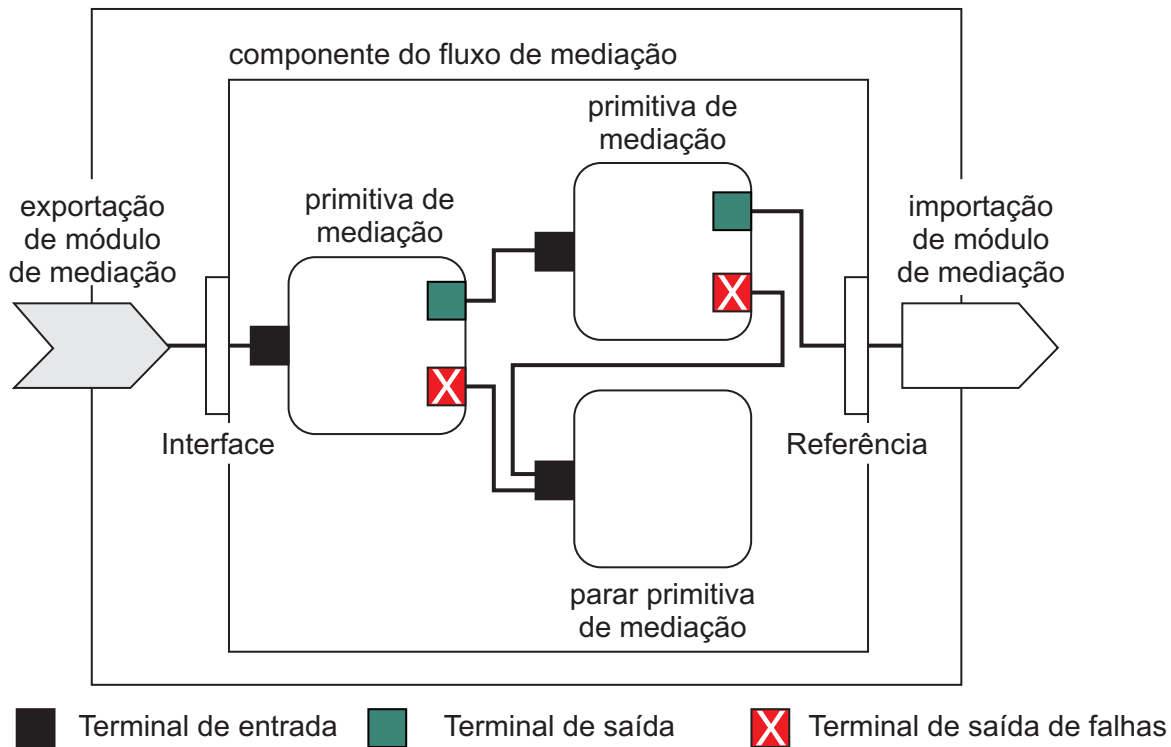 componente do fluxo de mediação
primitiva de
mediação
primitiva de
mediação
exportação
de módulo
de mediação
importação
de módulo
de mediação
Interface
Referência
parar primitiva
de mediação
Terminal de entrada
Terminal de saída
X Terminal de saída de falhas